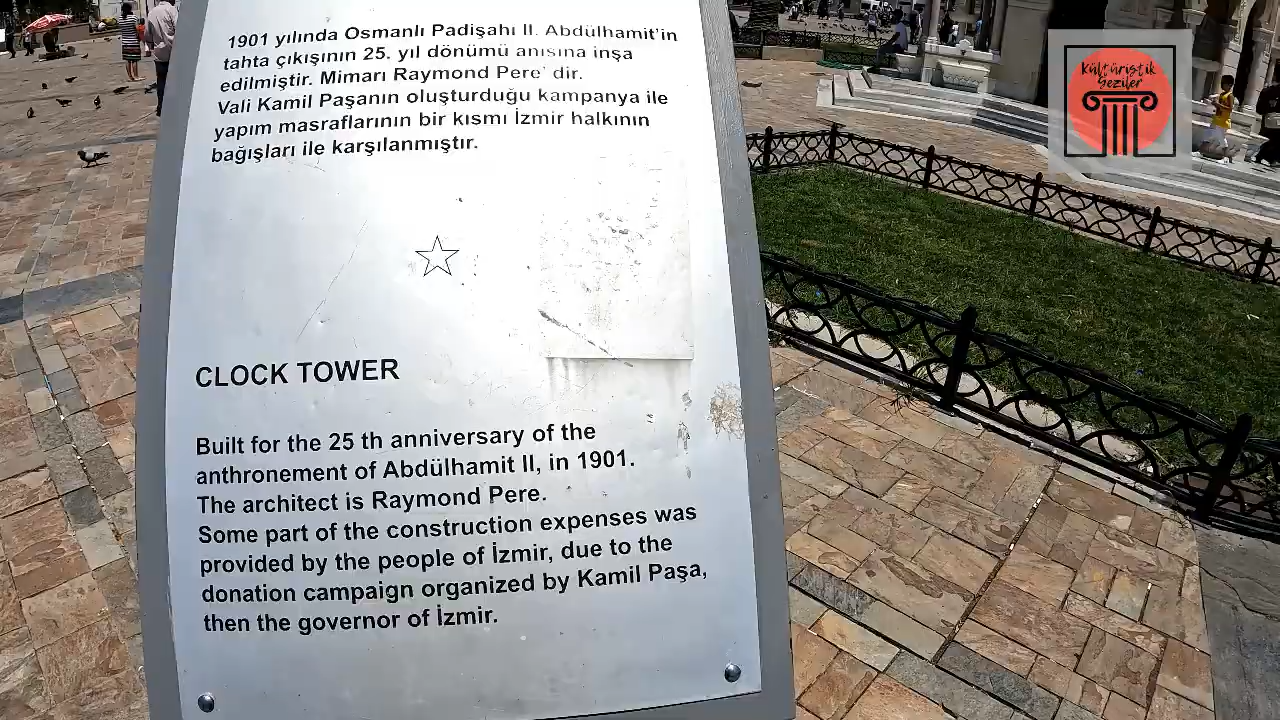 1901 yılında Osmanlı Padişahı II. Abdülhamit'in
tahta çıkışının 25. yıl dönümü anısına inşa
edilmiştir. Mimarı Raymond Pere' dir.
Vali Kamil Paşanın oluşturduğu kampanya ile
yapım masraflarının bir kısmı İzmir halkının
bağışları ile karşılanmıştır.
CLOCK TOWER
Built for the 25 th anniversary of the
anthronement of Abdülhamit II, in 1901.
The architect is Raymond Pere.
Some part of the construction expenses was
provided by the people of İzmir, due to the
donation campaign organized by Kamil Paşa,
then the governor of İzmir.
Kültüristik
Geziler